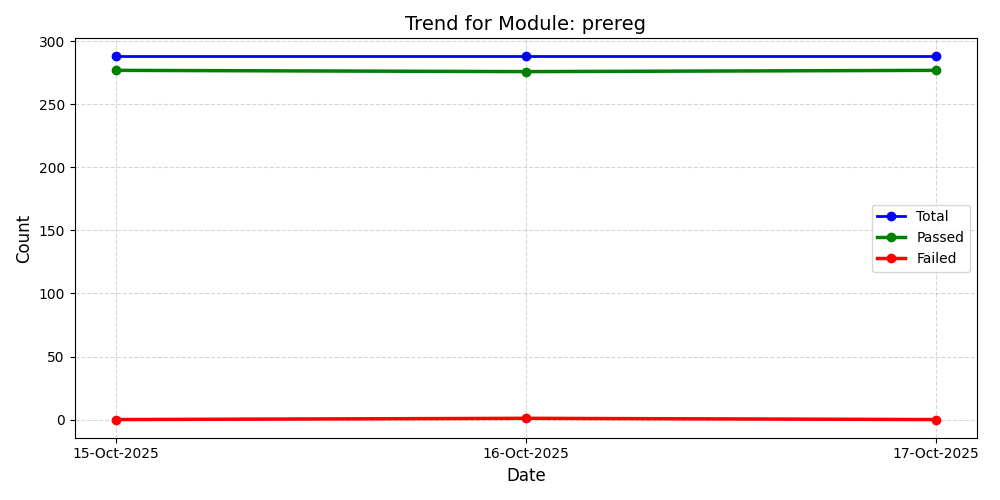 Trend for Module: prereg
300
250
200
150
100
50
0
Count
Total
Passed
Failed
15-Oct-2025
16-Oct-2025
17-Oct-2025
Date